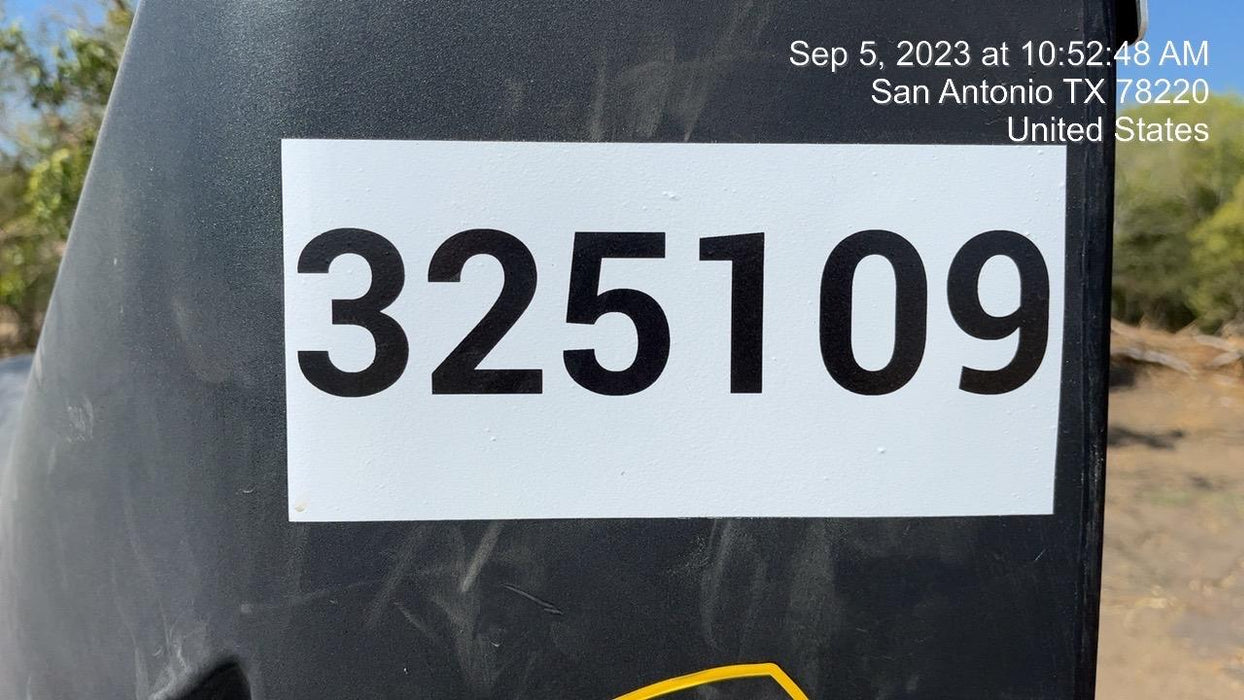 Sep 5, 2023 at 10:52:48 AM
San Antonio TX 78220
United States
325109